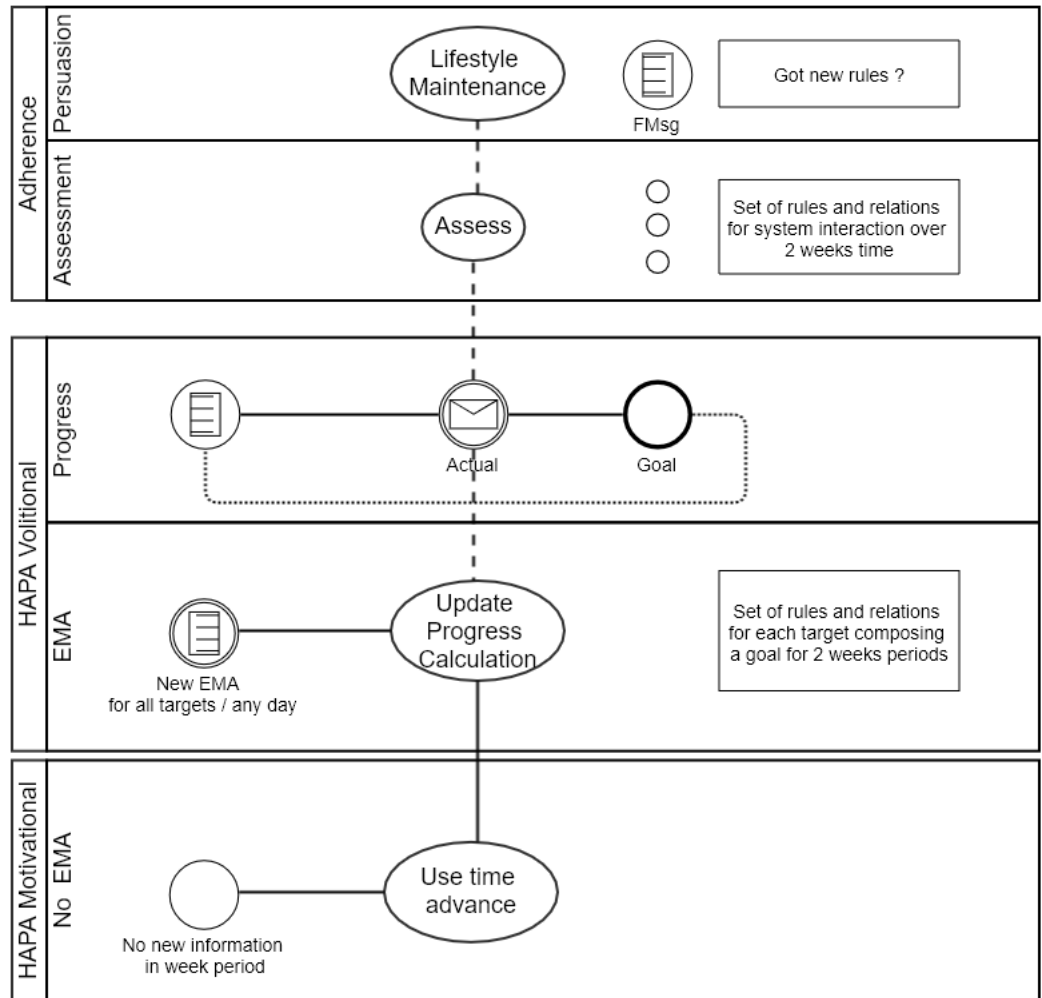 Adherence
Persuasion
Lifestyle
Maintenance
FMsg
Got new rules ?
Assessment
Assess
Set of rules and relations
for system interaction over
2 weeks time
HAPA Volitional
Progress
Actual
Goal
EMA
New EMA
for all targets / any day
Update
Progress
Calculation
Set of rules and relations
for each target composing
a goal for 2 weeks periods
HAPA Motivational
No EMA
No new information
in week period
Use time
advance